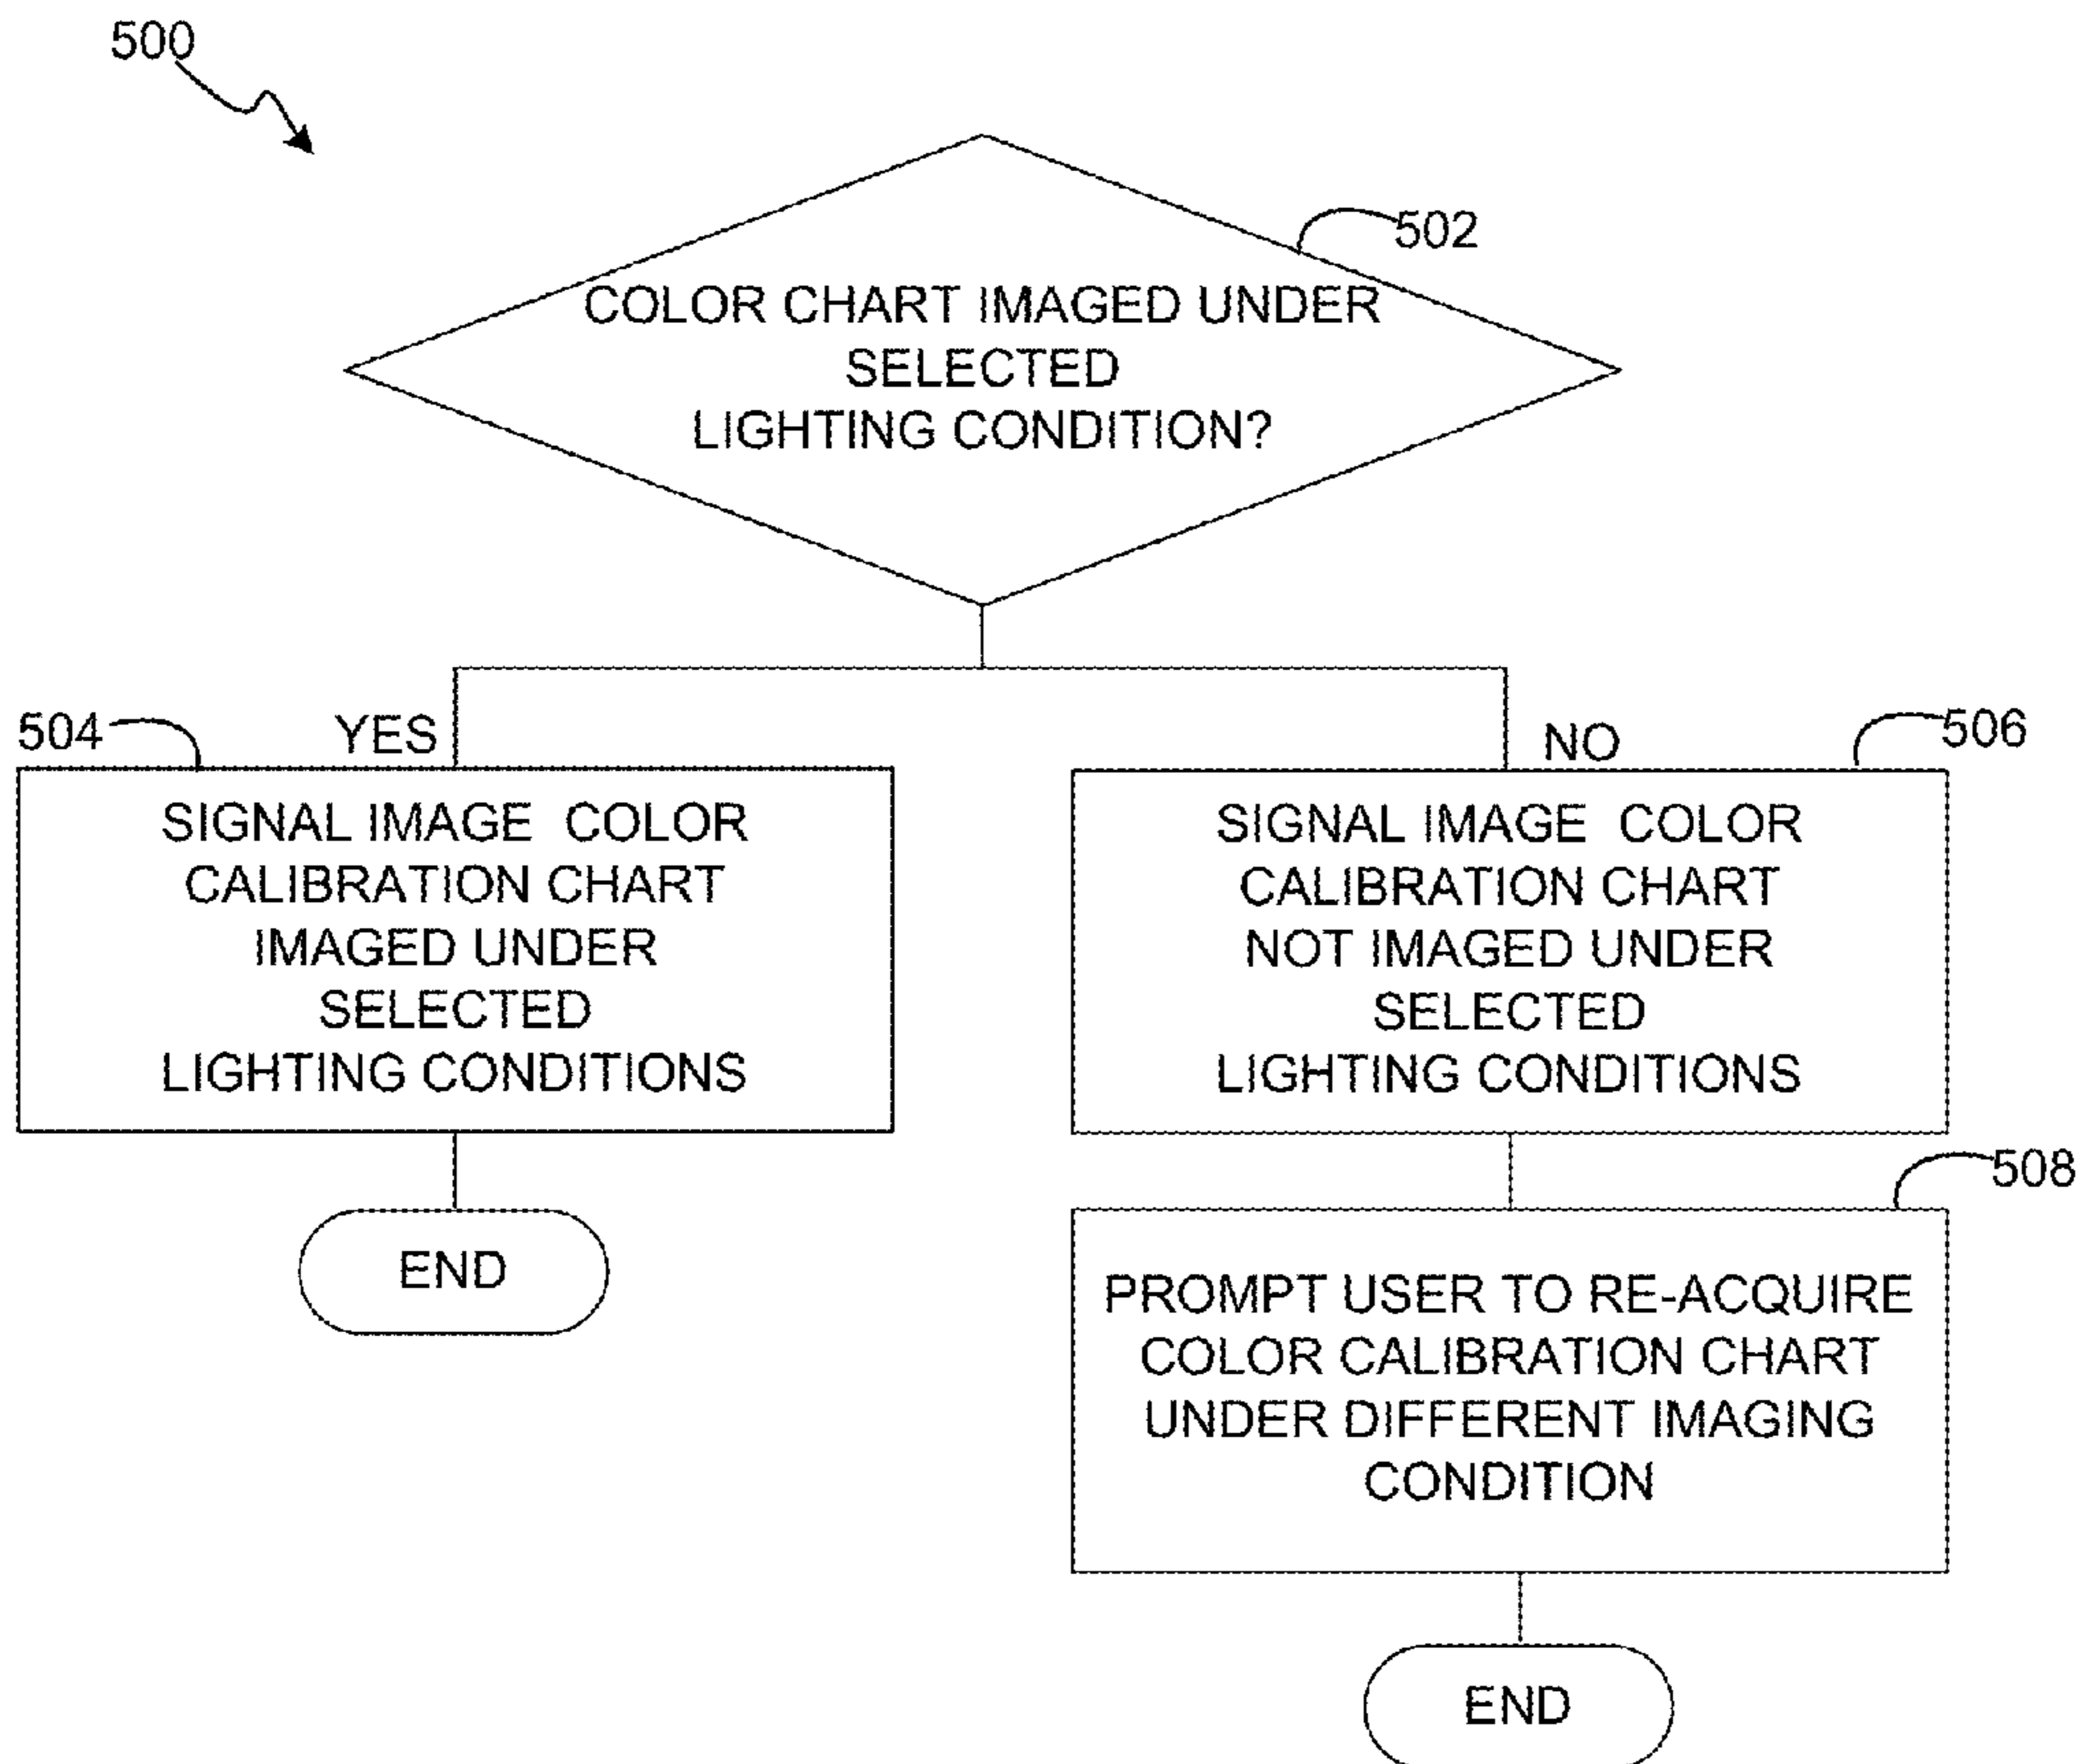 500
502
COLOR CHART IMAGED UNDER
SELECTED
LIGHTING CONDITION?
504
YES
NO
506
SIGNAL IMAGE COLOR
CALIBRATION CHART
IMAGED UNDER
SELECTED
LIGHTING CONDITIONS
SIGNAL IMAGE COLOR
CALIBRATION CHART
NOT IMAGED UNDER
SELECTED
LIGHTING CONDITIONS
END
508
PROMPT USER TO RE-ACQUIRE
COLOR CALIBRATION CHART
UNDER DIFFERENT IMAGING
CONDITION
END